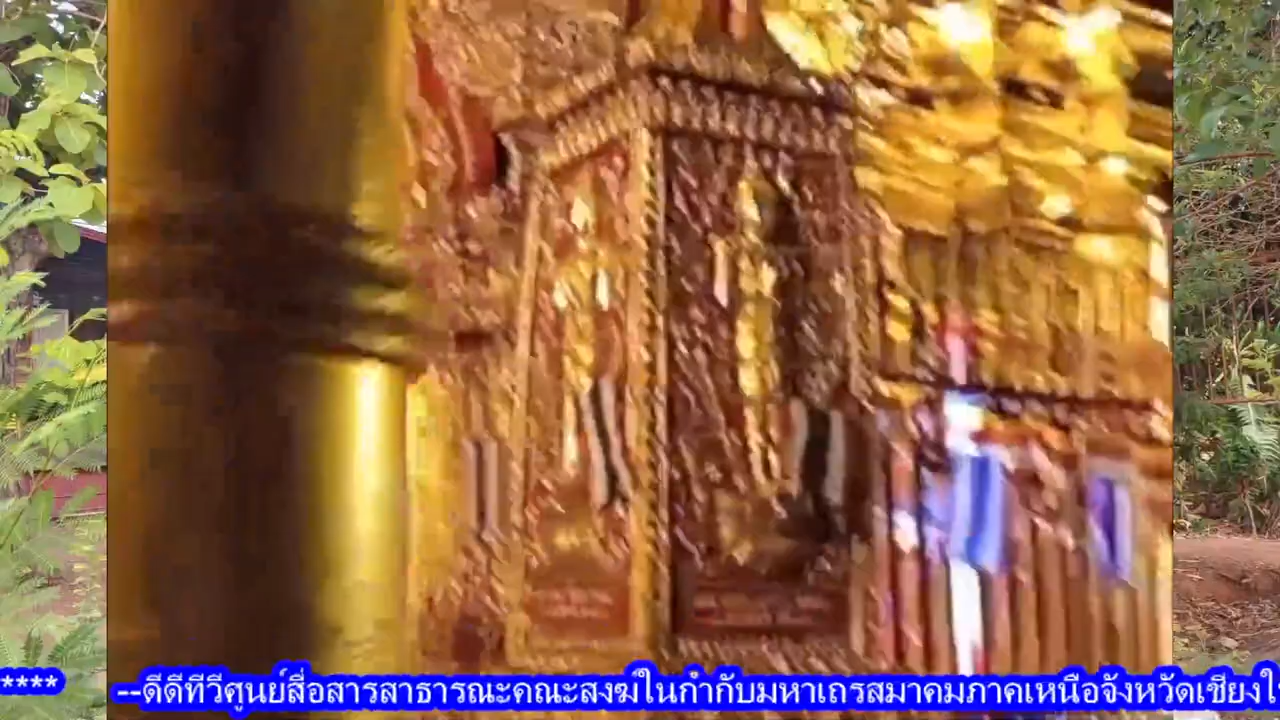 **** --ดีดีทีวีศูนย์สื่อสารสาธารณะคณะสงฆ์ในกำกับมหาเถรสมาคมภาคเหนือจังหวัดเชียงให